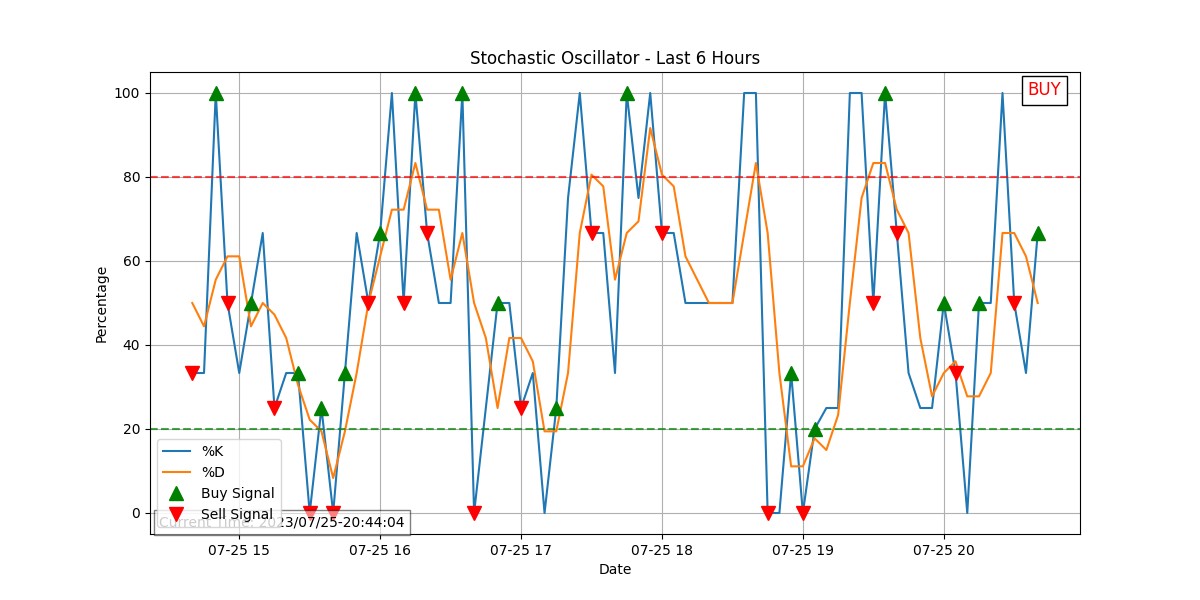 Stochastic Oscillator - Last 6 Hours
BUY
Percentage
100
80
60
40
20
0
%K
%D
Buy Signal
Sell Signal
Current Time: 2023/07/25-20:44:04
07-25 15
07-25 16
07-25 17
07-25 18
07-25 19
07-25 20
Date